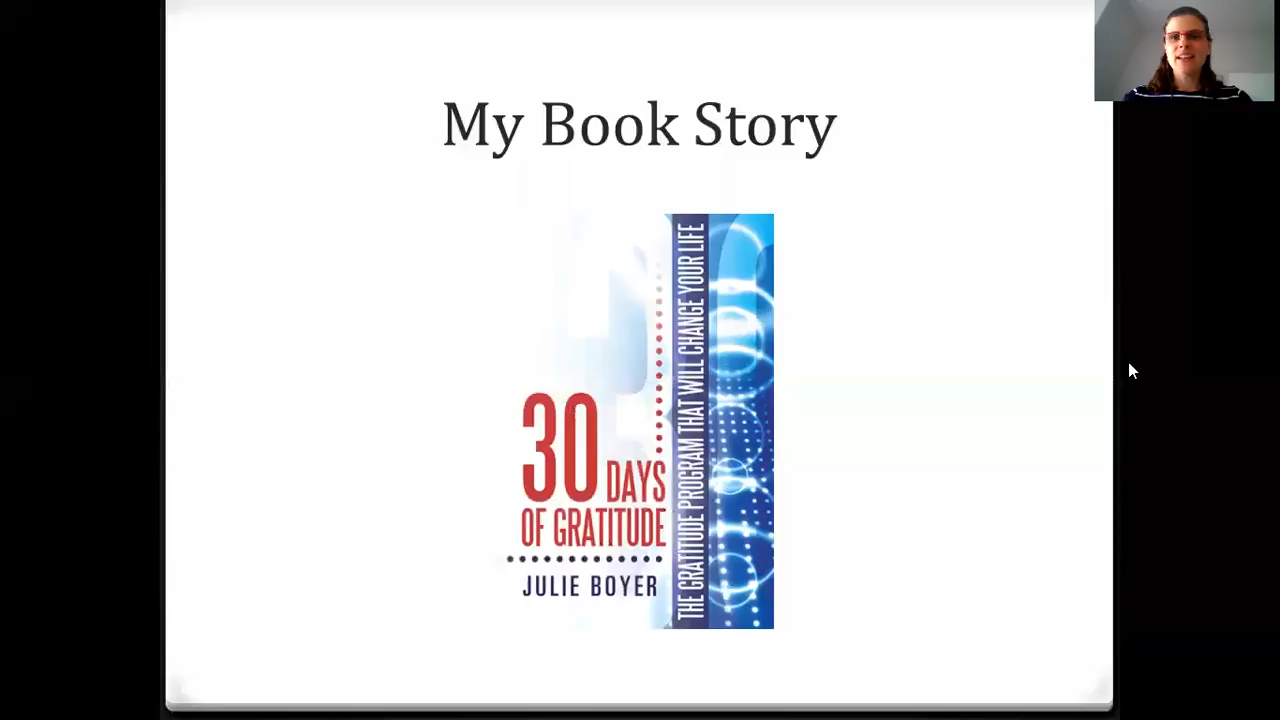 My Book Story
30 DAYS
OF GRATITUDE
JULIE BOYER
THE GRATITUDE PROGRAM THAT WILL CHANGE YOUR LIFE